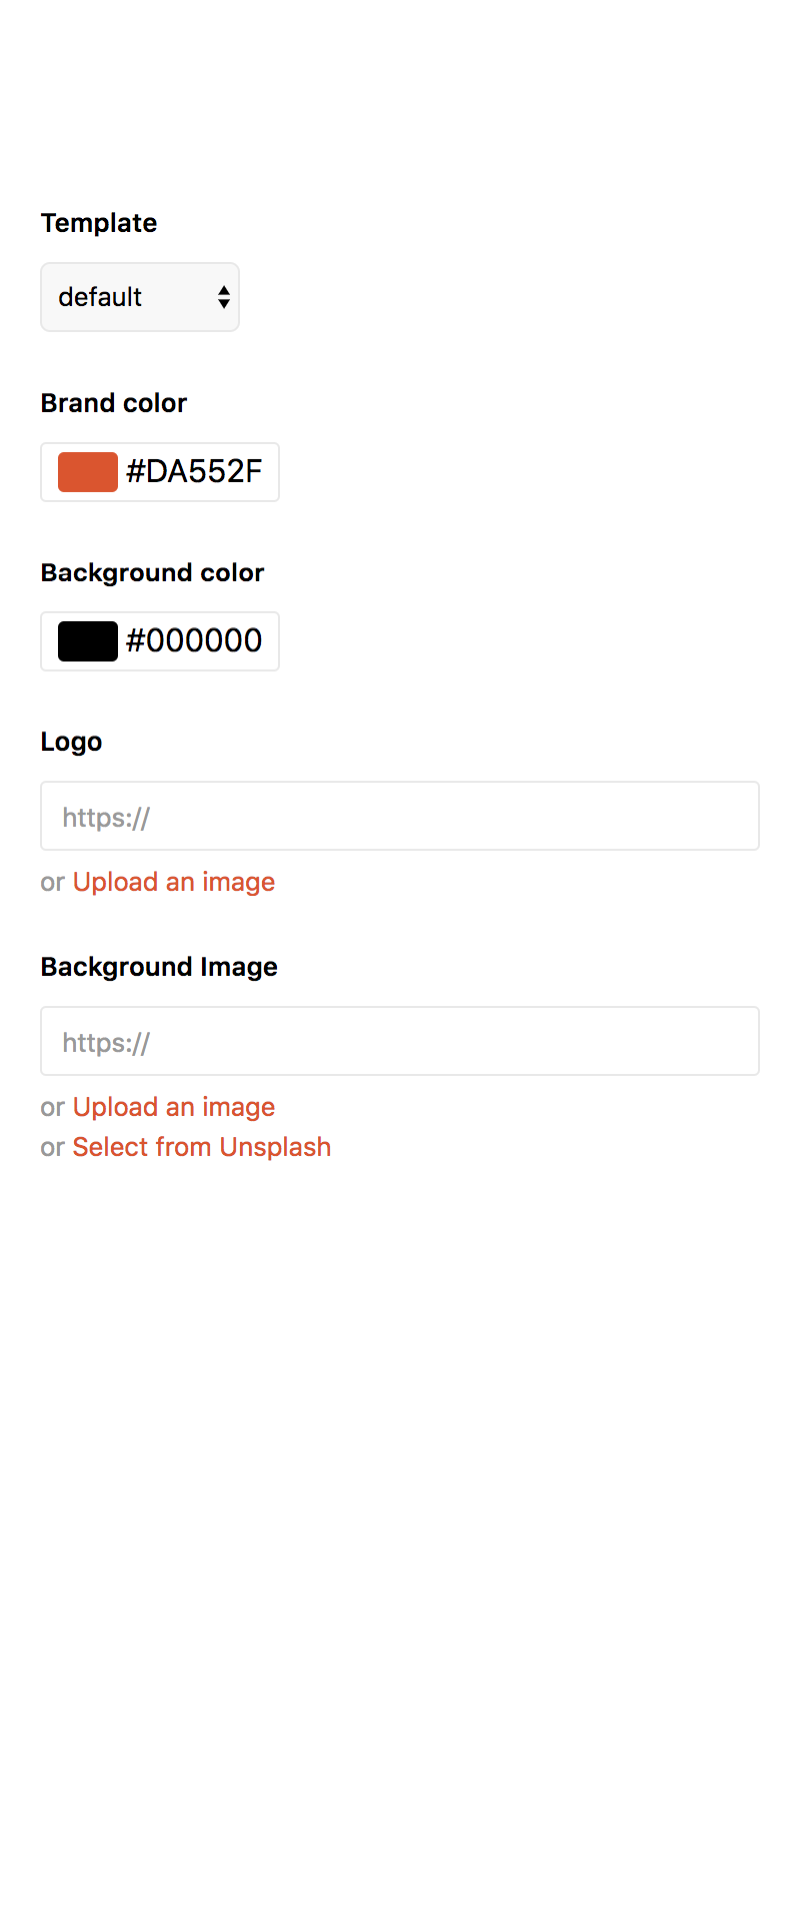 Template
default
Brand color
#DA552F
Background color
#000000
Logo
https://
or Upload an image
Background Image
https://
or Upload an image
or Select from Unsplash